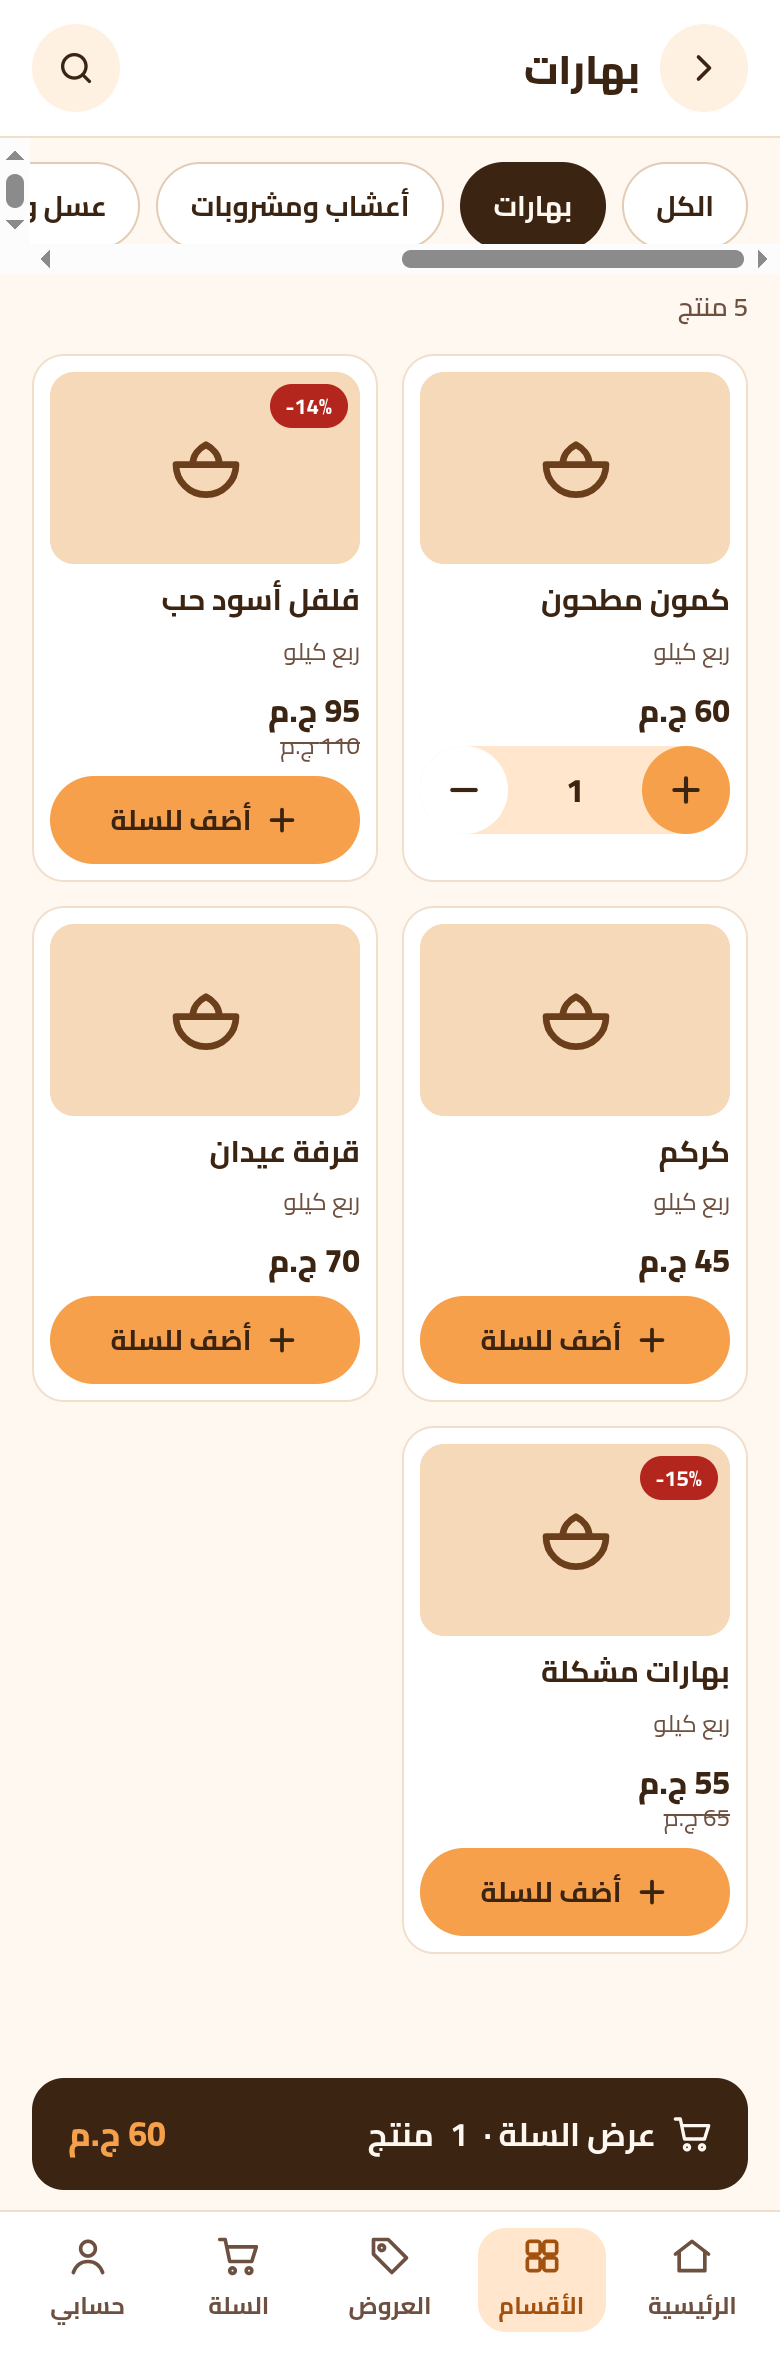 بهارات
الكل
بهارات
أعشاب ومشروبات
عسل و
5 منتج
كمون مطحون
ربع كيلو
60 ج.م
1
-14%
فلفل أسود حب
ربع كيلو
95 ج.م
110 ج.م
أضف للسلة
كركم
ربع كيلو
45 ج.م
أضف للسلة
قرفة عيدان
ربع كيلو
70 ج.م
أضف للسلة
-15%
بهارات مشكلة
ربع كيلو
55 ج.م
65 ج.م
أضف للسلة
عرض السلة · 1 منتج
60 ج.م
الرئيسية
الأقسام
العروض
السلة
حسابي